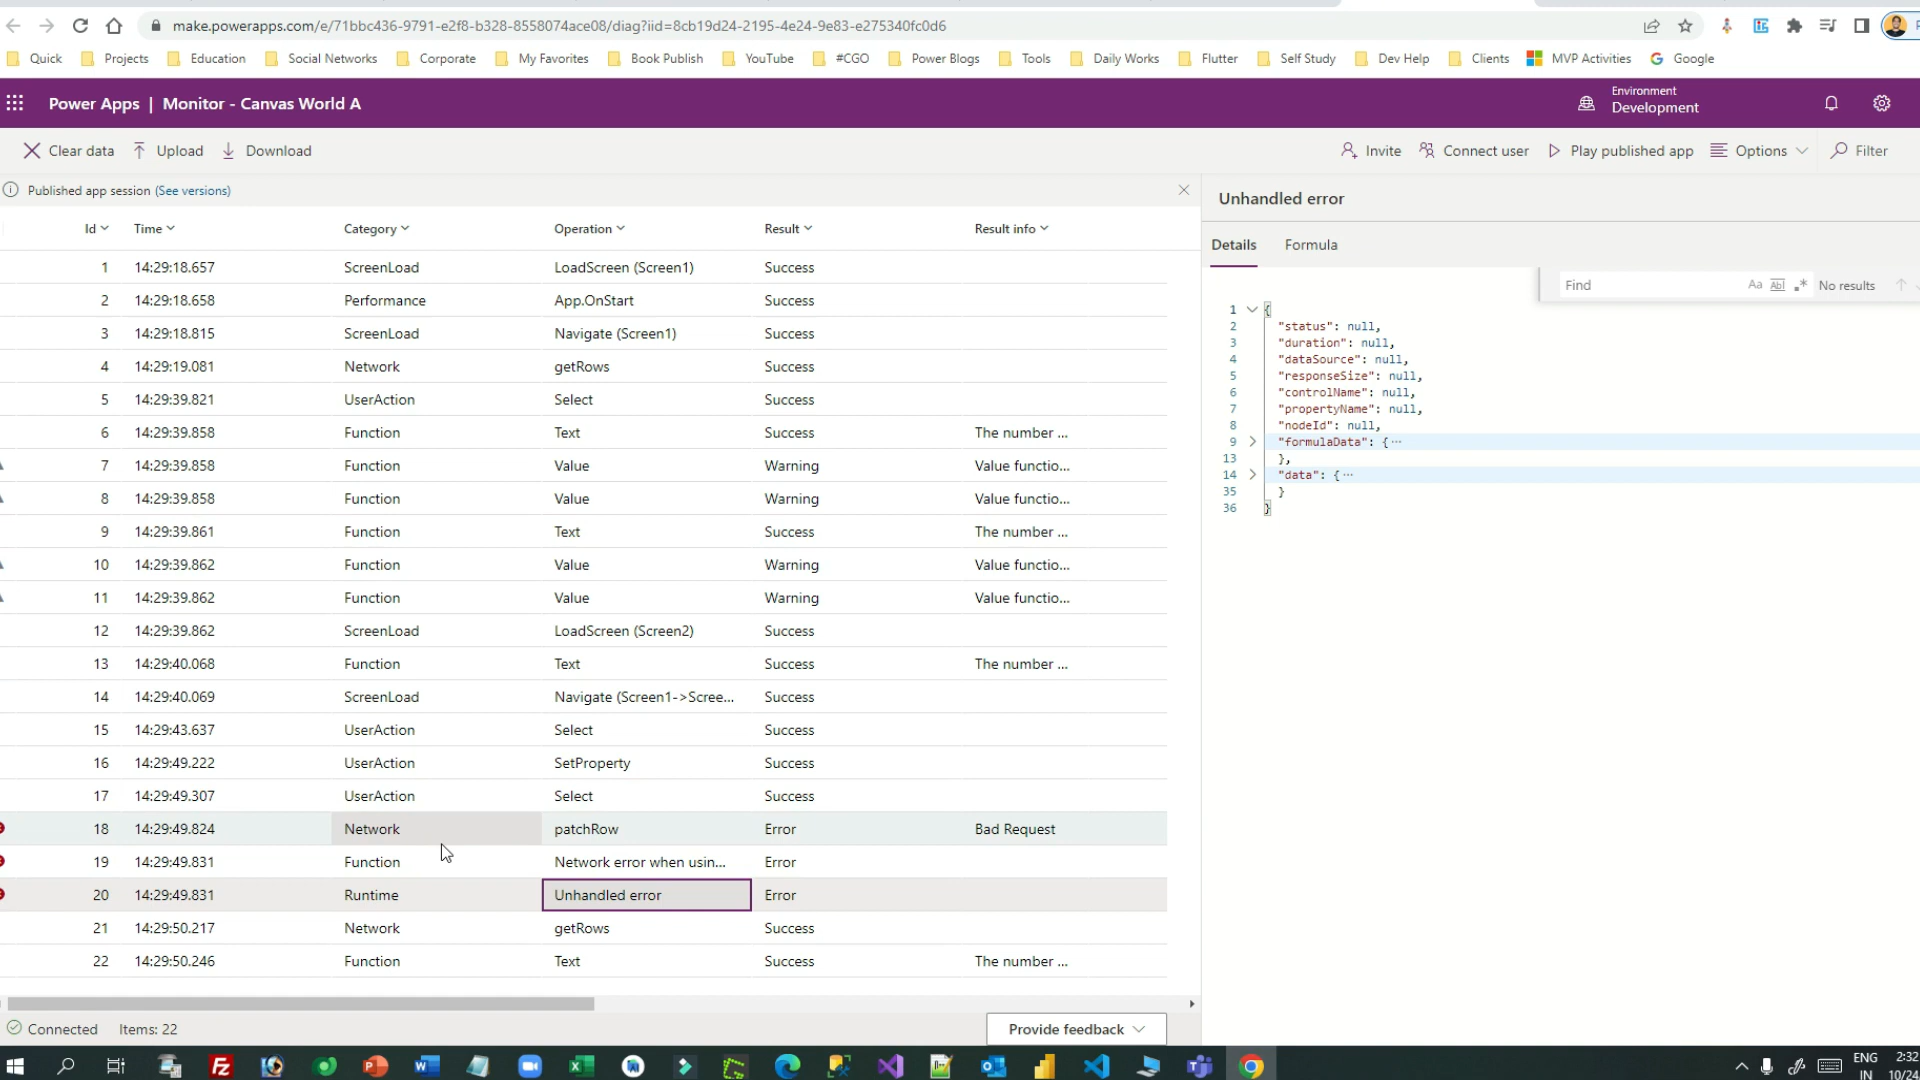 make.powerapps.com/e/71bbc436-9791-e2f8-b328-8558074ace08/diag?iid=8cb19d24-2195-4e24-9e83-e275340fc0d6
Quick Projects Education Social Networks Corporate My Favorites Book Publish YouTube #CGO Power Blogs Tools Daily Works Flutter Self Study Dev Help Clients MVP Activities Google
Power Apps | Monitor - Canvas World A
Environment
Development
Clear data Upload Download Invite Connect user Play published app Options Filter
Published app session (See versions)
Unhandled error
Id Time Category Operation Result Result info
Details Formula
Find Aa Abl .* No results
1 14:29:18.657 ScreenLoad LoadScreen (Screen1) Success
2 14:29:18.658 Performance App.OnStart Success
3 14:29:18.815 ScreenLoad Navigate (Screen1) Success
4 14:29:19.081 Network getRows Success
5 14:29:39.821 UserAction Select Success
6 14:29:39.858 Function Text Success The number ...
7 14:29:39.858 Function Value Warning Value functio...
8 14:29:39.858 Function Value Warning Value functio...
9 14:29:39.861 Function Text Success The number ...
10 14:29:39.862 Function Value Warning Value functio...
11 14:29:39.862 Function Value Warning Value functio...
12 14:29:39.862 ScreenLoad LoadScreen (Screen2) Success
13 14:29:40.068 Function Text Success The number ...
14 14:29:40.069 ScreenLoad Navigate (Screen1->Scree... Success
15 14:29:43.637 UserAction Select Success
16 14:29:49.222 UserAction SetProperty Success
17 14:29:49.307 UserAction Select Success
18 14:29:49.824 Network patchRow Error Bad Request
19 14:29:49.831 Function Network error when usin... Error
20 14:29:49.831 Runtime Unhandled error Error
21 14:29:50.217 Network getRows Success
22 14:29:50.246 Function Text Success The number ...
1 {
2 "status": null,
3 "duration": null,
4 "dataSource": null,
5 "responseSize": null,
6 "controlName": null,
7 "propertyName": null,
8 "nodeId": null,
9 "formulaData": {...
13 },
14 "data": {...
35 }
36 }
Connected Items: 22
Provide feedback
ENG 2:32
IN 10/24